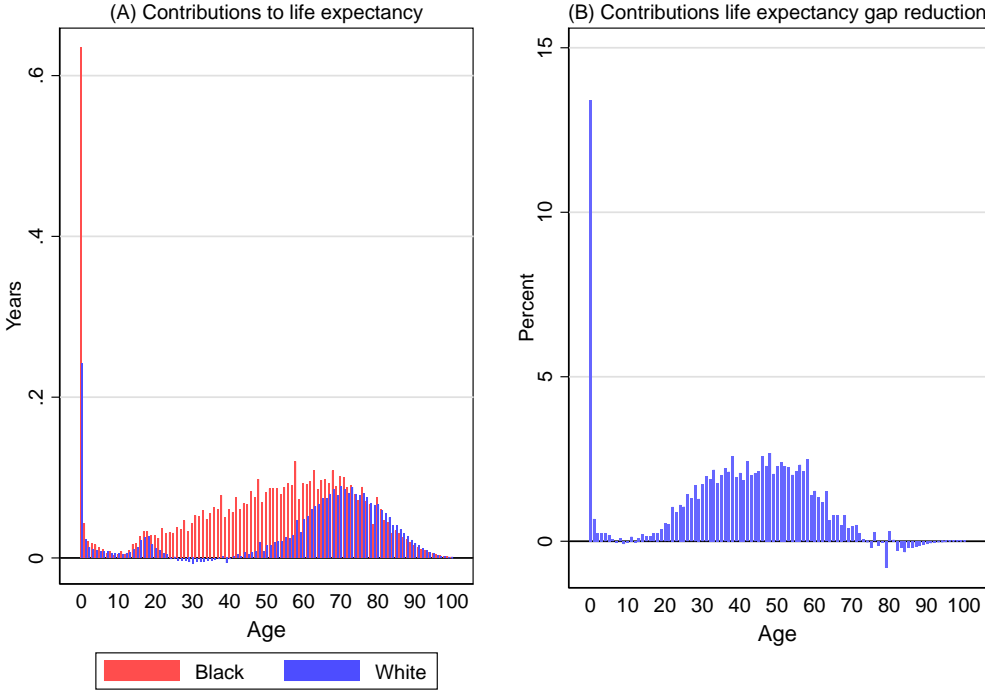 (A) Contributions to life expectancy
.6
.4
.2
0
Years
0 10 20 30 40 50 60 70 80 90 100
Age
Black White
(B) Contributions life expectancy gap reduction
15
10
5
0
Percent
0 10 20 30 40 50 60 70 80 90 100
Age